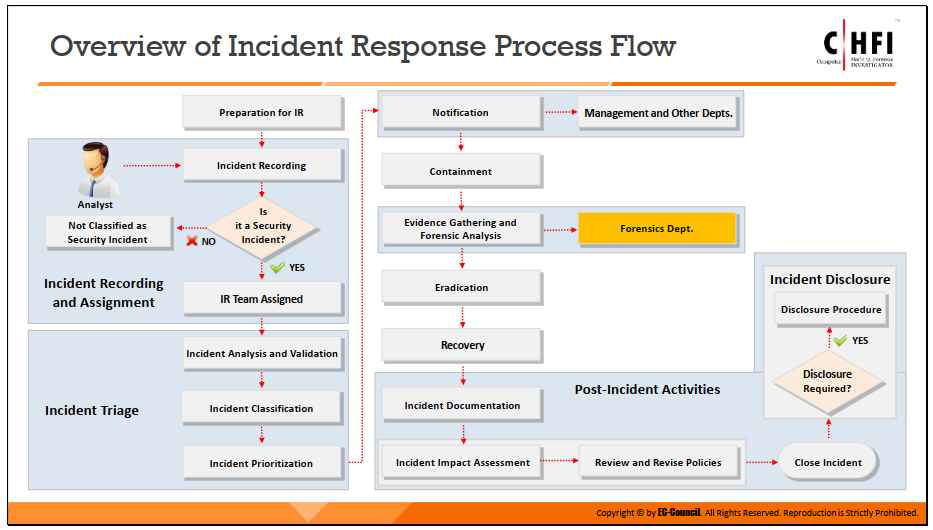 Overview of Incident Response Process Flow
CHFI
Computer
Hacking Forensic
INVESTIGATOR
Preparation for IR
Incident Recording
Analyst
Is
it a Security
Incident?
NO
Not Classified as
Security Incident
YES
IR Team Assigned
Incident Recording
and Assignment
Incident Triage
Incident Analysis and Validation
Incident Classification
Incident Prioritization
Notification
Management and Other Depts.
Containment
Evidence Gathering and
Forensic Analysis
Forensics Dept.
Eradication
Recovery
Post-Incident Activities
Incident Documentation
Incident Impact Assessment
Review and Revise Policies
Close Incident
Incident Disclosure
Disclosure Procedure
YES
Disclosure
Required?
Copyright © by EC-Council. All Rights Reserved. Reproduction is Strictly Prohibited.